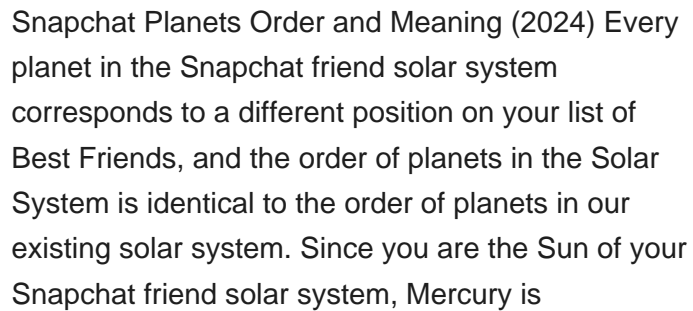 Snapchat Planets Order and Meaning (2024) Every
planet in the Snapchat friend solar system
corresponds to a different position on your list of
Best Friends, and the order of planets in the Solar
System is identical to the order of planets in our
existing solar system. Since you are the Sun of your
Snapchat friend solar system, Mercury is